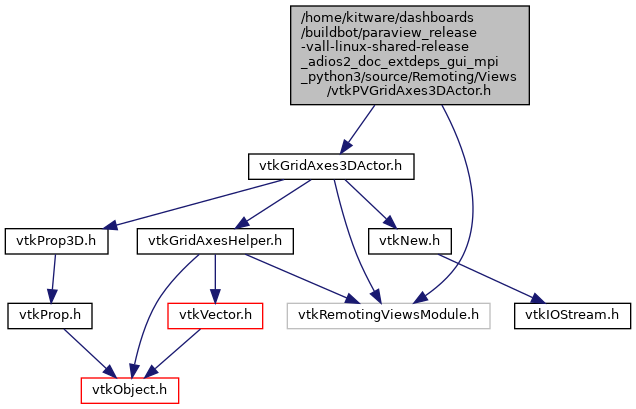 /home/kitware/dashboards
/buildbot/paraview_release
-vall-linux-shared-release
_adios2_doc_extdeps_gui_mpi
_python3/source/Remoting/Views
/vtkPVGridAxes3DActor.h
vtkGridAxes3DActor.h
vtkProp3D.h
vtkGridAxesHelper.h
vtkNew.h
vtkProp.h
vtkVector.h
vtkRemotingViewsModule.h
vtkIOStream.h
vtkObject.h